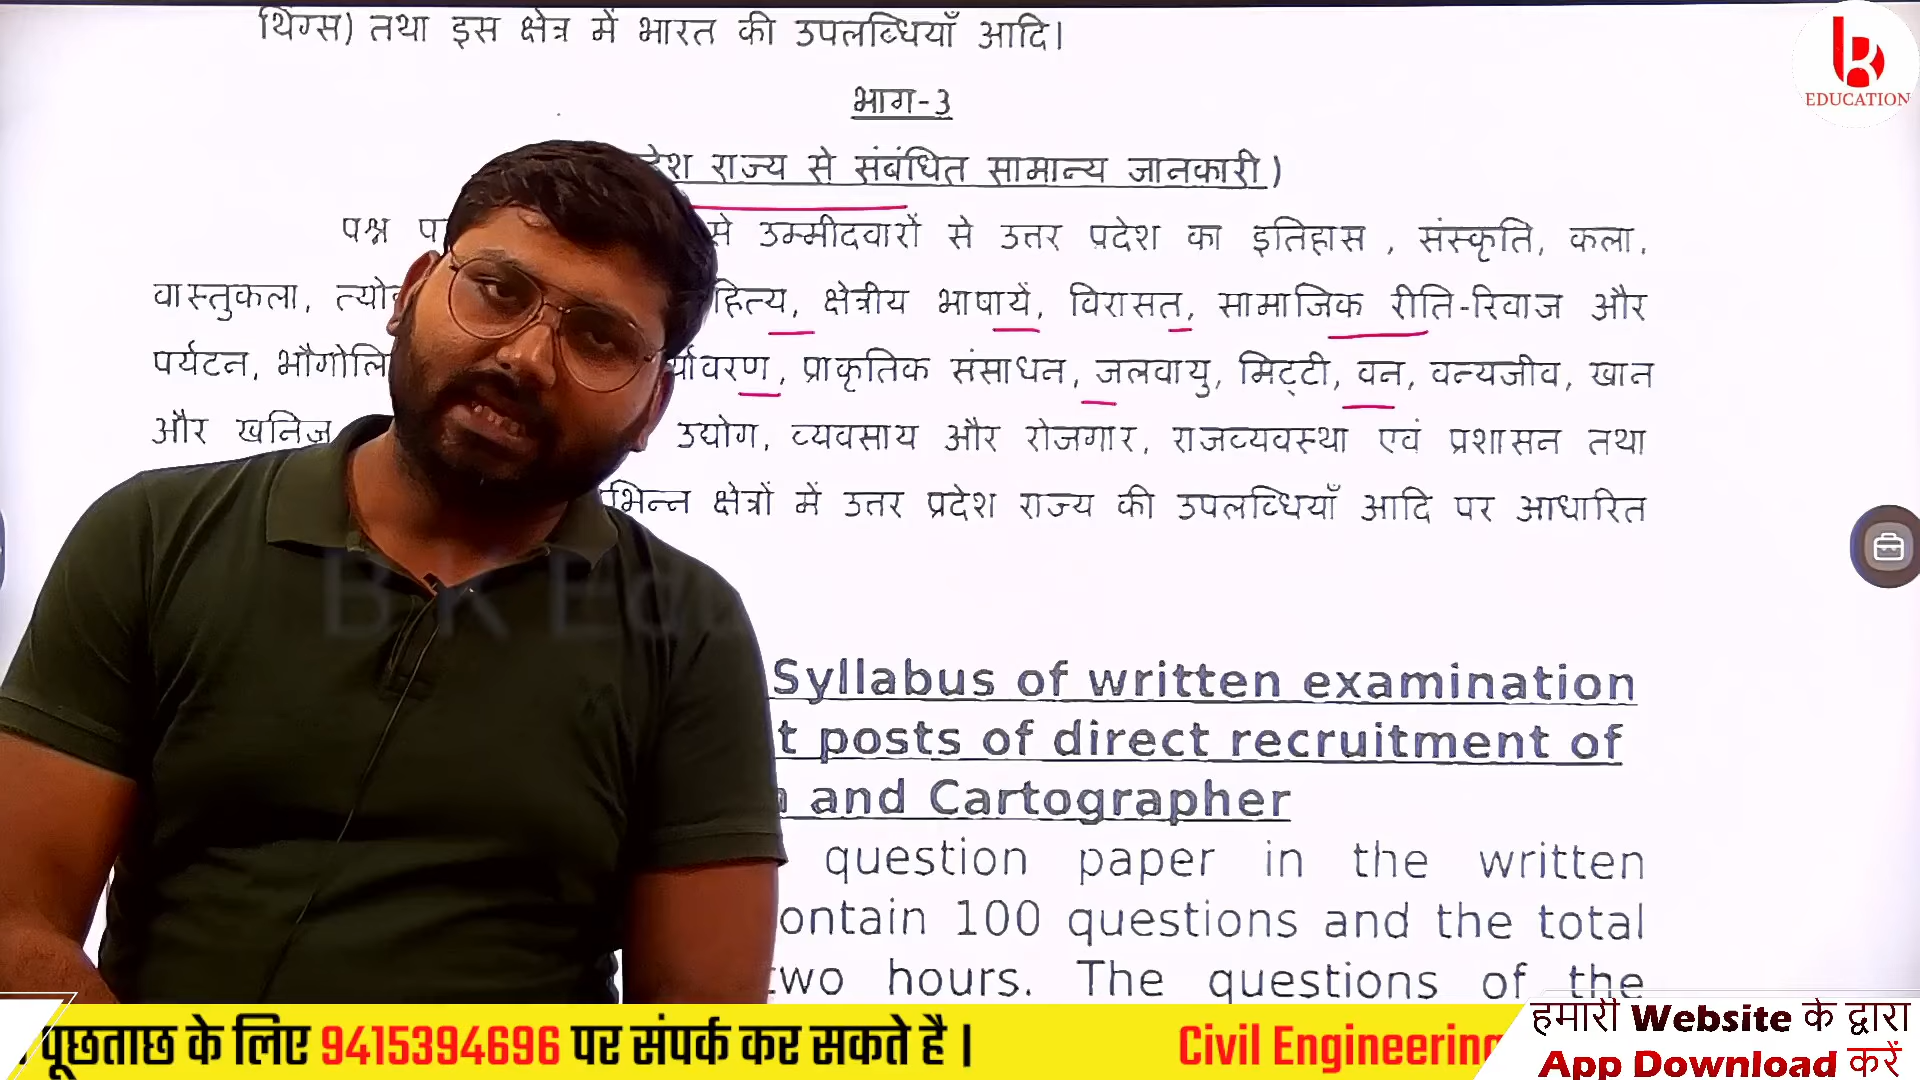 थिंग्स) तथा इस क्षेत्र में भारत की उपलब्धियाँ आदि।
भाग-3
राज्य से संबंधित सामान्य जानकारी)
प्रश्न से उम्मीदवारों से उत्तर प्रदेश का इतिहास , संस्कृति, कला,
वास्तुकला, क्षेत्रीय भाषायें, विरासत, सामाजिक रीति-रिवाज और
पर्यटन, प्राकृतिक संसाधन, जलवायु, मिट्टी, वन, वन्यजीव, खान
और खनिज उद्योग, व्यवसाय और रोजगार, राजव्यवस्था एवं प्रशासन तथा
क्षेत्रों में उत्तर प्रदेश राज्य की उपलब्धियाँ आदि पर आधारित
Syllabus of written examination
posts of direct recruitment of
and Cartographer
question paper in the written
100 questions and the total
two hours. The questions of the
B K
EDUCATION
पूछताछ के लिए 9415394696 पर संपर्क कर सकते है ।
Civil Engineering
हमारी Website के द्वारा
App Download करें